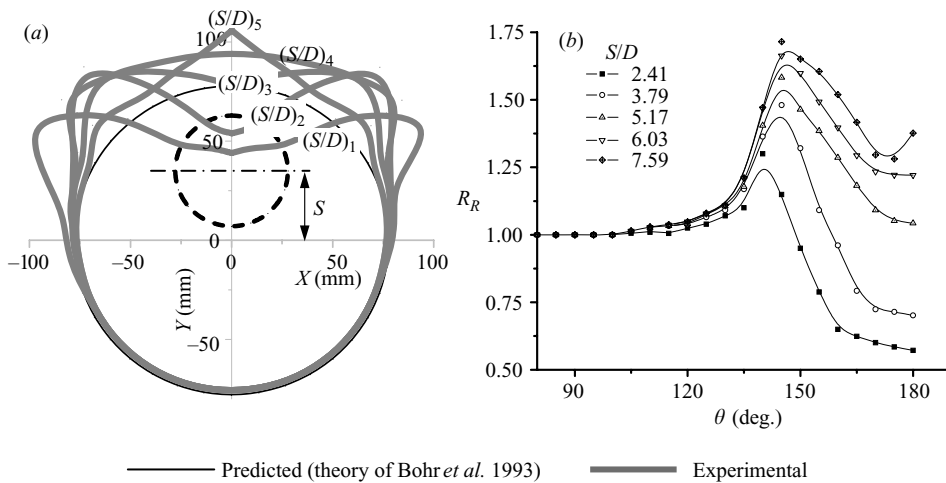 (a)
(S/D)5
100
(S/D)4
(S/D)3
(S/D)2
50
(S/D)1
S
0
−100
−50
0
50
100
X (mm)
Y (mm)
−50
(b)
S/D
2.41
3.79
5.17
6.03
7.59
1.75
1.50
1.25
RR
1.00
0.75
0.50
90
120
150
180
θ (deg.)
Predicted (theory of Bohr et al. 1993)
Experimental